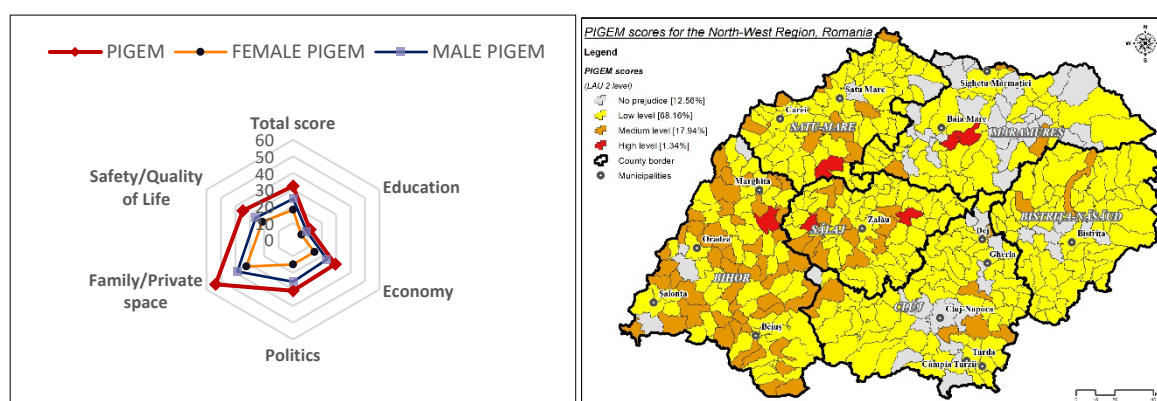 PIGEM
FEMALE PIGEM
MALE PIGEM
Total score
60
50
40
30
20
10
0
Education
Economy
Politics
Family/Private
space
Safety/Quality
of Life
PIGEM scores for the North-West Region, Romania
Legend
PIGEM scores
(LAU 2 level)
No prejudice [12.56%]
Low level [68.16%]
Medium level [17.94%]
High level [1.34%]
County border
Municipalities
N
W
E
S
Sighetu Marmației
Satu Mare
Carei
SATU-MARE
Baia Mare
MARAMUREȘ
Marghita
BISTRIȚA-NĂSĂUD
Zalău
SĂLAJ
Dej
Bistrița
Oradea
Gherla
BIHOR
Salonta
CLUJ
Cluj-Napoca
Beiuș
Turda
Câmpia Turzii